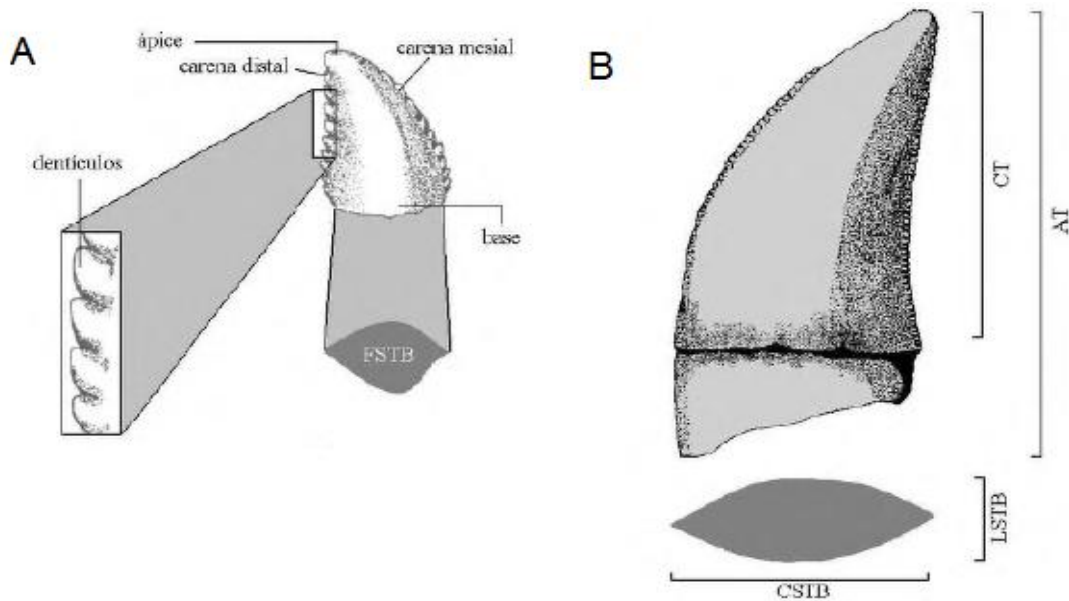 A
ápice
carena mesial
carena distal
dentículos
base
FSTB
B
CT
AT
LSTB
CSTB